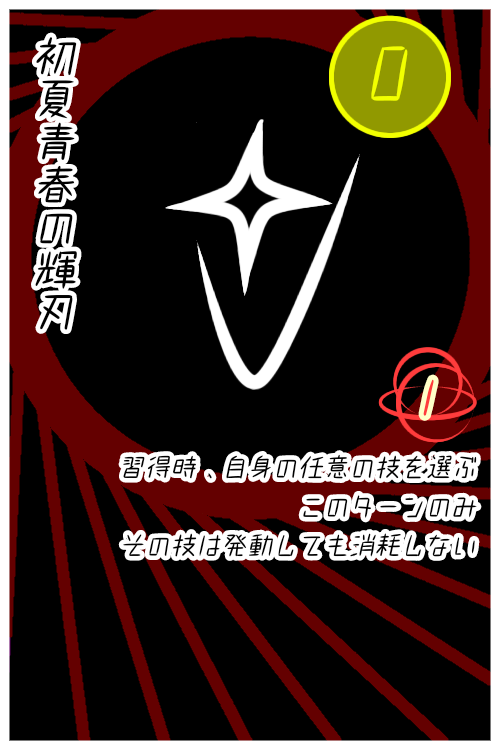 初夏青春の輝刃
0
1
習得時、自身の任意の技を選ぶ
このターンのみ
その技は発動しても消耗しない